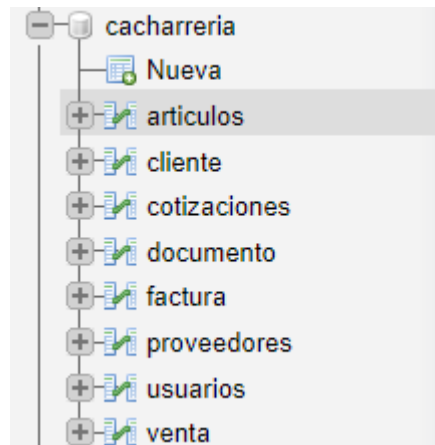 cacharreria
Nueva
articulos
cliente
cotizaciones
documento
factura
proveedores
usuarios
venta